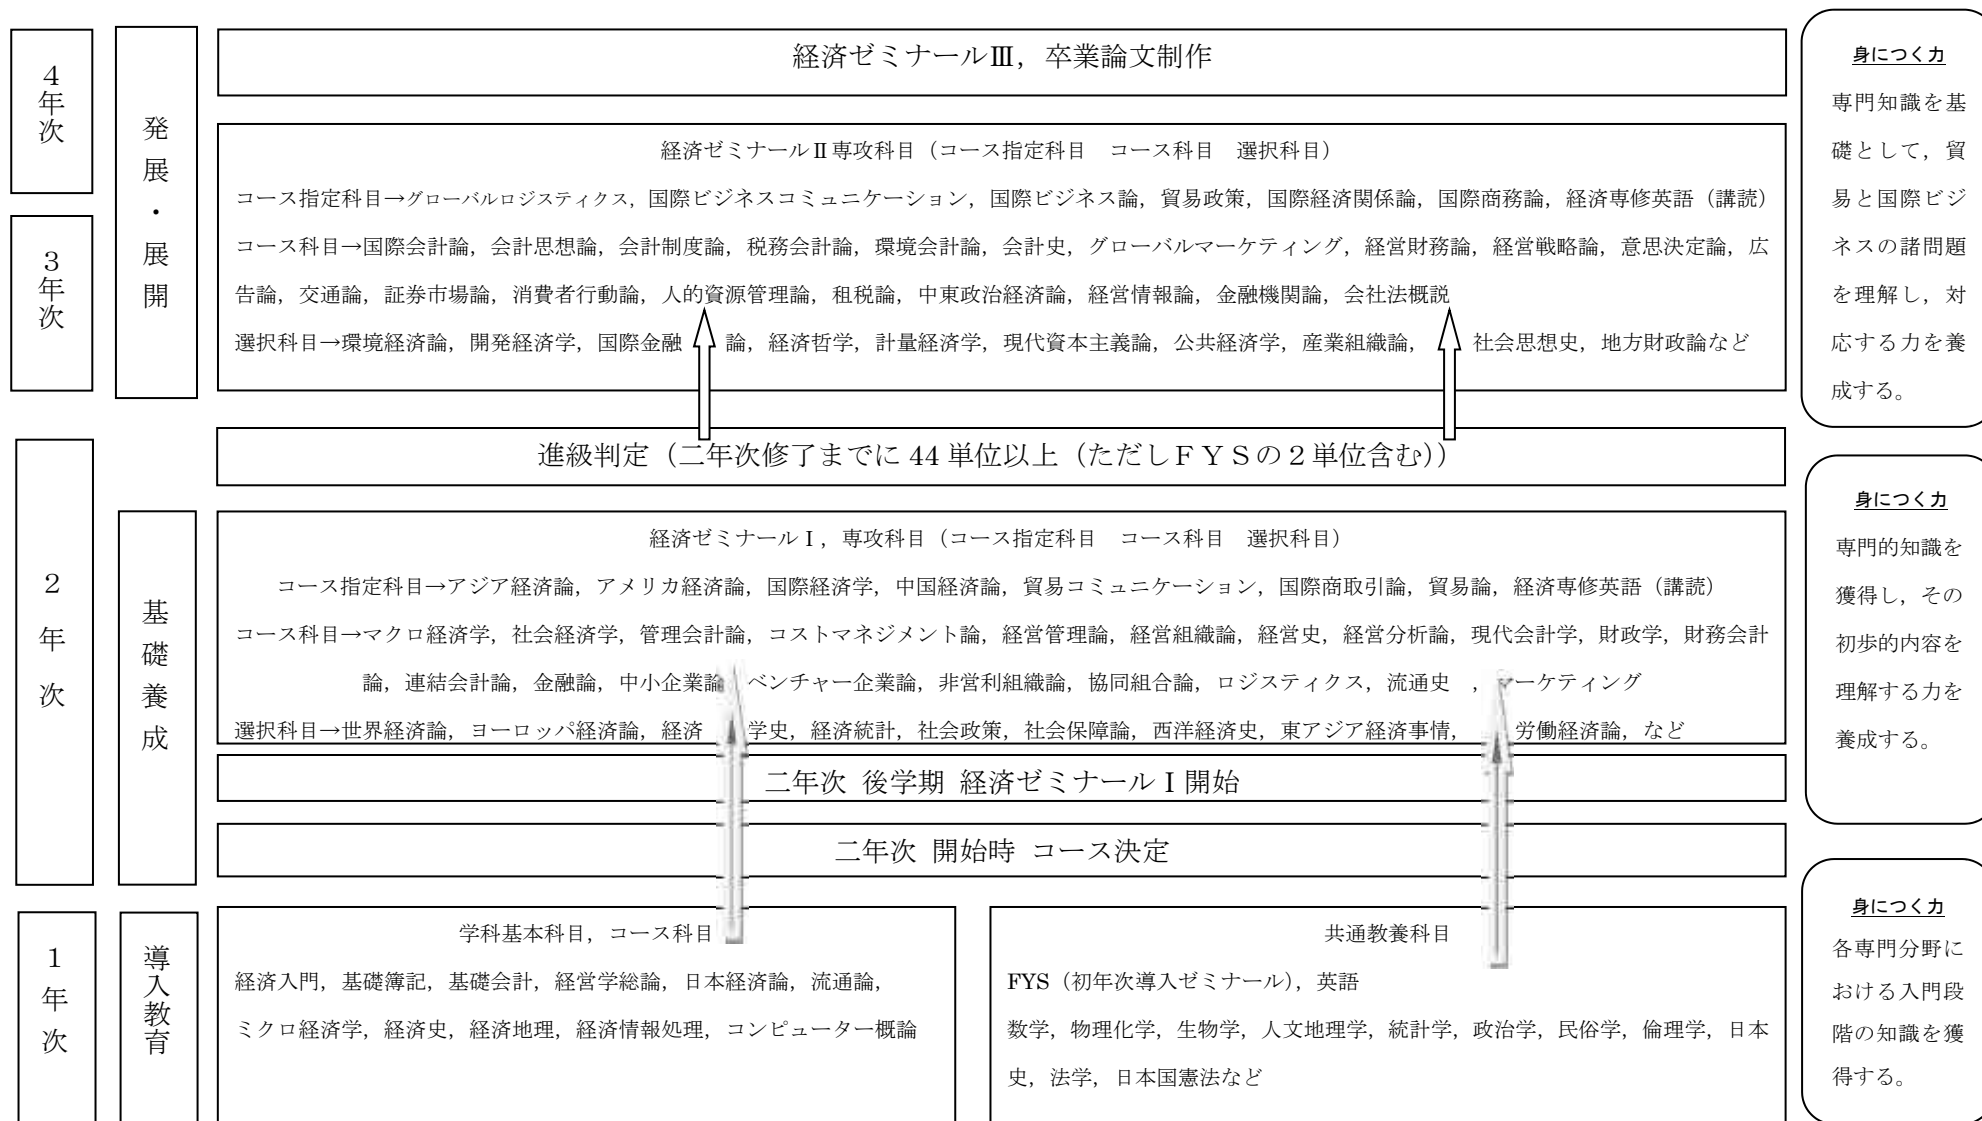 4年次
3年次
発展・展開
経済ゼミナールⅢ，卒業論文制作
経済ゼミナールⅡ専攻科目（コース指定科目　コース科目　選択科目）
コース指定科目→グローバルロジスティクス，国際ビジネスコミュニケーション，国際ビジネス論，貿易政策，国際経済関係論，国際商務論，経済専修英語（講読）
コース科目→国際会計論，会計思想論，会計制度論，税務会計論，環境会計論，会計史，グローバルマーケティング，経営財務論，経営戦略論，意思決定論，広
告論，交通論，証券市場論，消費者行動論，人的資源管理論，租税論，中東政治経済論，経営情報論，金融機関論，会社法概説
選択科目→環境経済論，開発経済学，国際金融　論，経済哲学，計量経済学，現代資本主義論，公共経済学，産業組織論，　社会思想史，地方財政論など
身につく力
専門知識を基
礎として，貿
易と国際ビジ
ネスの諸問題
を理解し，対
応する力を養
成する。
進級判定（二年次修了までに 44 単位以上（ただしＦＹＳの２単位含む））
２年次
基礎養成
経済ゼミナールⅠ，専攻科目（コース指定科目　コース科目　選択科目）
コース指定科目→アジア経済論，アメリカ経済論，国際経済学，中国経済論，貿易コミュニケーション，国際商取引論，貿易論，経済専修英語（講読）
コース科目→マクロ経済学，社会経済学，管理会計論，コストマネジメント論，経営管理論，経営組織論，経営史，経営分析論，現代会計学，財政学，財務会計
論，連結会計論，金融論，中小企業論　ベンチャー企業論，非営利組織論，協同組合論，ロジスティクス，流通史　，マーケティング
選択科目→世界経済論，ヨーロッパ経済論，経済　学史，経済統計，社会政策，社会保障論，西洋経済史，東アジア経済事情，　労働経済論，など
二年次 後学期 経済ゼミナールⅠ開始
二年次 開始時 コース決定
身につく力
専門的知識を
獲得し，その
初歩的内容を
理解する力を
養成する。
１年次
導入教育
学科基本科目，コース科目
経済入門，基礎簿記，基礎会計，経営学総論，日本経済論，流通論，
ミクロ経済学，経済史，経済地理，経済情報処理，コンピューター概論
共通教養科目
FYS（初年次導入ゼミナール），英語
数学，物理化学，生物学，人文地理学，統計学，政治学，民俗学，倫理学，日本
史，法学，日本国憲法など
身につく力
各専門分野に
おける入門段
階の知識を獲
得する。